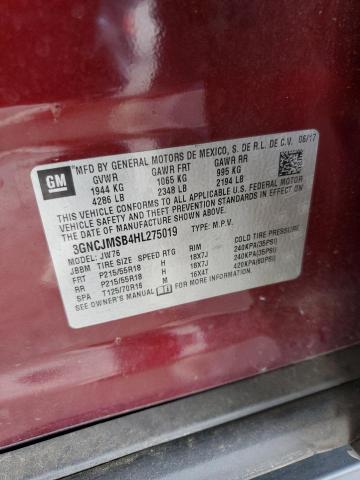 GM
MFD BY GENERAL MOTORS DE MEXICO, S. DE R.L. DE C.V. 06/17
GVWR GAWR FRT GAWR RR
1944 KG 1065 KG 995 KG
4286 LB 2348 LB 2194 LB
THIS VEHICLE CONFORMS TO ALL APPLICABLE U.S. FEDERAL MOTOR
VEHICLE SAFETY STANDARDS IN EFFECT ON THE
DATE OF MANUFACTURE SHOWN ABOVE.
3GNCJMSB4HL275019 TYPE: M.P.V.
MODEL: JW76
JBBM TIRE SIZE SPEED RTG RIM COLD TIRE PRESSURE
FRT P215/55R18 H 18X7J 240KPA(35PSI)
RR P215/55R18 H 18X7J 240KPA(35PSI)
SPA T125/70R16 M 16X4T 420KPA(60PSI)
SEE OWNER'S MANUAL FOR MORE INFORMATION.